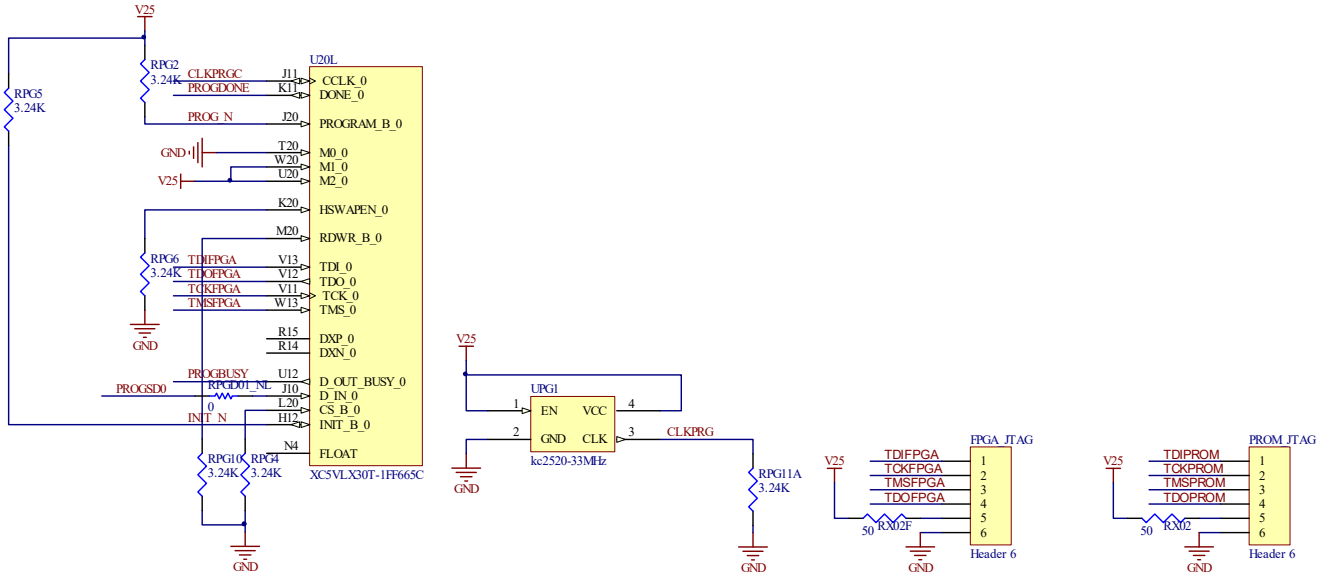 V25
RPG5
3.24K
RPG2
3.24K
U20L
CLKPRGC J11 CCLK_0
PROGDONE K11 DONE_0
PROG_N J20 PROGRAM_B_0
GND T20 M0_0
W20 M1_0
V25 U20 M2_0
K20 HSWAPEN_0
M20 RDWR_B_0
RPG6
3.24K
GND
TDIFPGA V13 TDI_0
TDOFPGA V12 TDO_0
TCKFPGA V11 TCK_0
TMSFPGA W13 TMS_0
R15 DXP_0
R14 DXN_0
PROGBUSY U12 D_OUT_BUSY_0
PROGSD0 RPGD01_NL J10 D_IN_0
0 L20 CS_B_0
INIT_N H12 INIT_B_0
N4 FLOAT
XC5VLX30T-1FF665C
RPG10
3.24K
RPG4
3.24K
GND
V25
UPG1
1 EN VCC 4
2 GND CLK 3 CLKPRG
kc2520-33MHz
GND
RPG11A
3.24K
GND
FPGA_JTAG
V25
TDIFPGA 1
TCKFPGA 2
TMSFPGA 3
TDOFPGA 4
50 RX02F 5
6
GND
Header 6
PROM_JTAG
V25
TDIPROM 1
TCKPROM 2
TMSPROM 3
TDOPROM 4
50 RX02 5
6
GND
Header 6